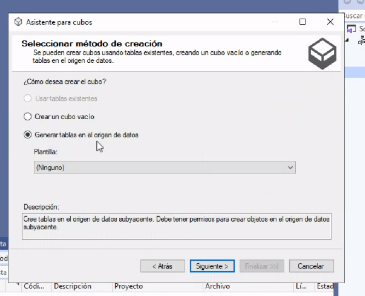 Asistente para cubos
Seleccionar método de creación
Se pueden crear cubos usando tablas existentes, creando un cubo vacío o generando
tablas en el origen de datos.
¿Cómo desea crear el cubo?
Usar tablas existentes
Crear un cubo vacío
Generar tablas en el origen de datos
Plantilla:
(Ninguno)
Descripción:
Cree tablas en el origen de datos subyacente. Debe tener permisos para crear objetos en el origen de datos
subyacente.
< Atrás
Siguiente >
Finalizar >>|
Cancelar
Descripción
Proyecto
Archivo